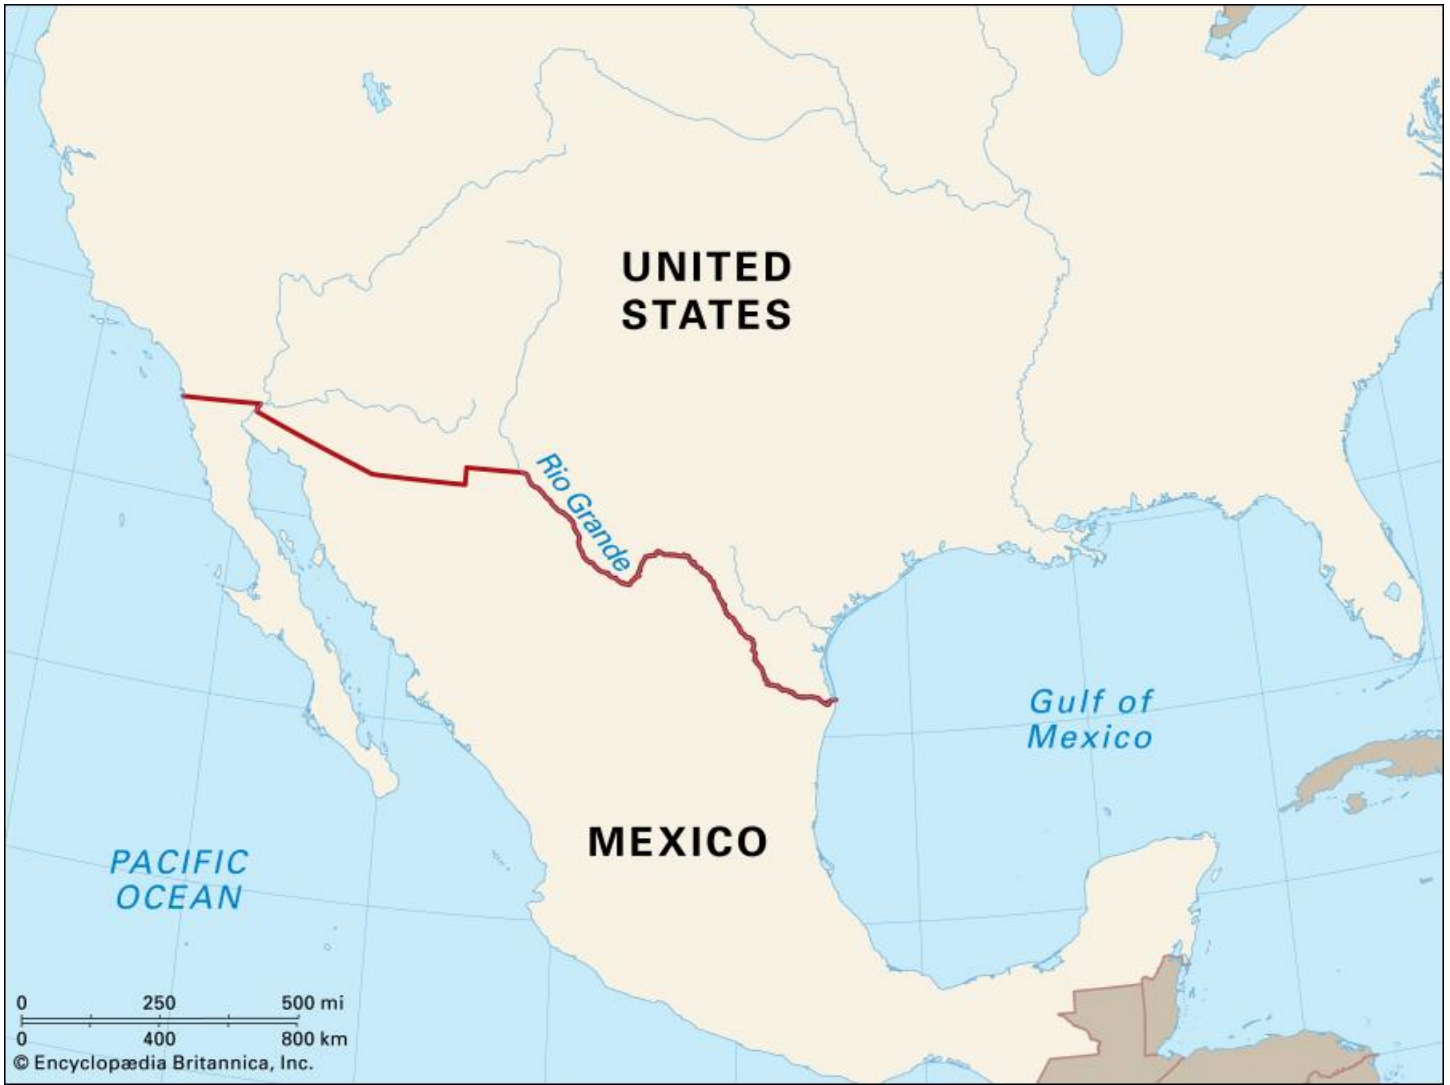 UNITED
STATES
Rio Grande
Gulf of
Mexico
MEXICO
PACIFIC
OCEAN
0 250 500 mi
0 400 800 km
© Encyclopædia Britannica, Inc.